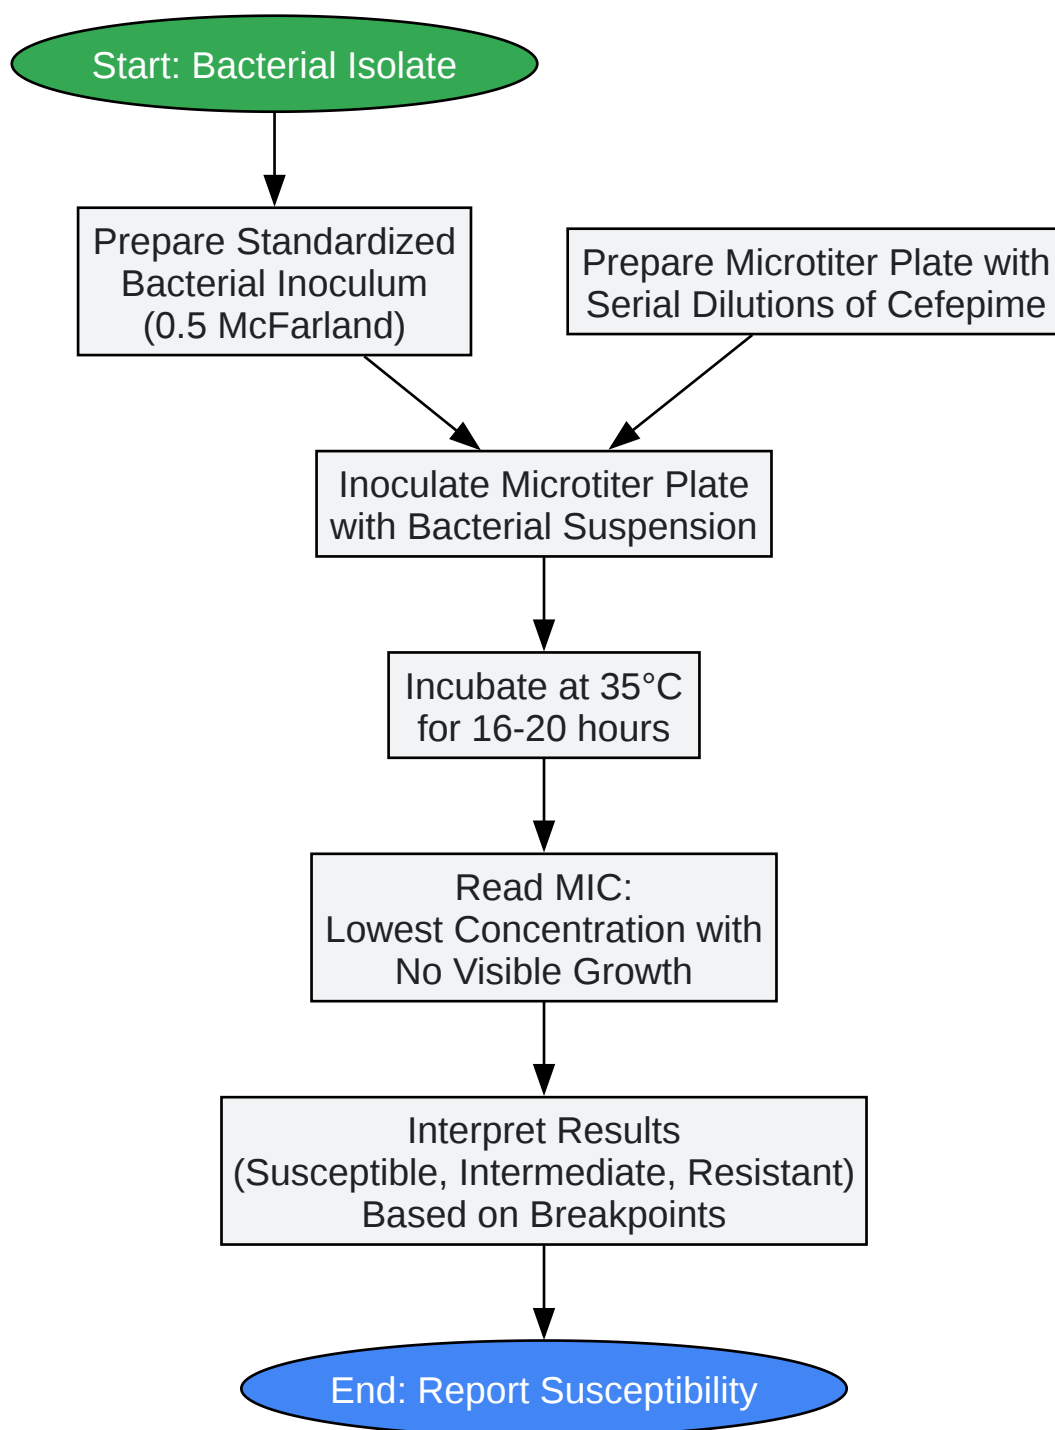 Start: Bacterial Isolate
Prepare Standardized
Bacterial Inoculum
(0.5 McFarland)
Prepare Microtiter Plate with
Serial Dilutions of Cefepime
Inoculate Microtiter Plate
with Bacterial Suspension
Incubate at 35°C
for 16-20 hours
Read MIC:
Lowest Concentration with
No Visible Growth
Interpret Results
(Susceptible, Intermediate, Resistant)
Based on Breakpoints
End: Report Susceptibility